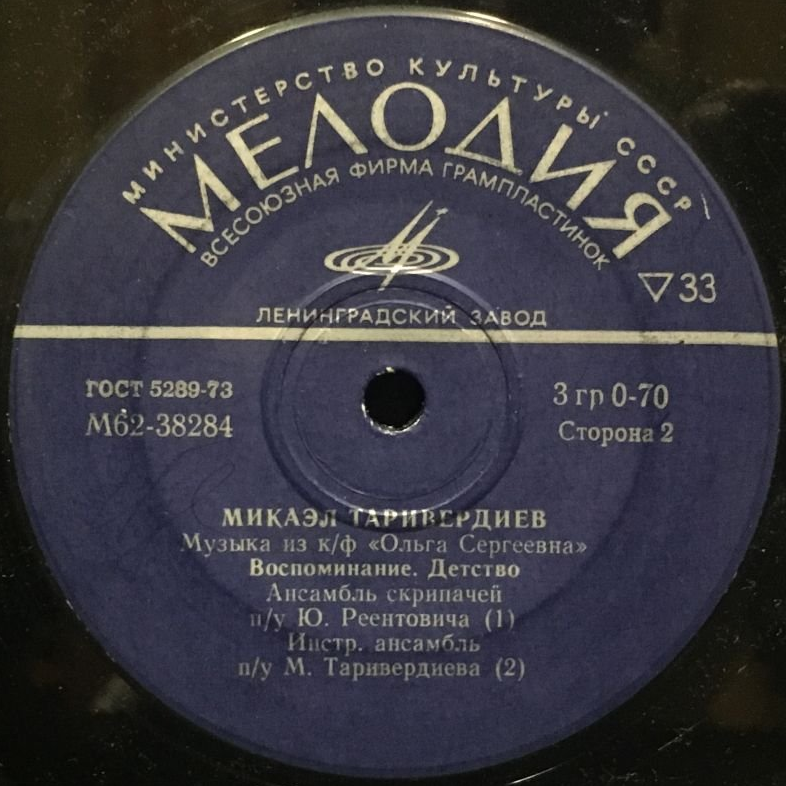 МИНИСТЕРСТВО КУЛЬТУРЫ СССР
МЕЛОДИЯ
ВСЕСОЮЗНАЯ ФИРМА ГРАМПЛАСТИНОК
▽33
ЛЕНИНГРАДСКИЙ ЗАВОД
ГОСТ 5289-73
3 гр 0-70
М62-38284
Сторона 2
МИКАЭЛ ТАРИВЕРДИЕВ
Музыка из к/ф «Ольга Сергеевна»
Воспоминание. Детство
Ансамбль скрипачей
п/у Ю. Реентовича (1)
Инстр. ансамбль
п/у М. Таривердиева (2)